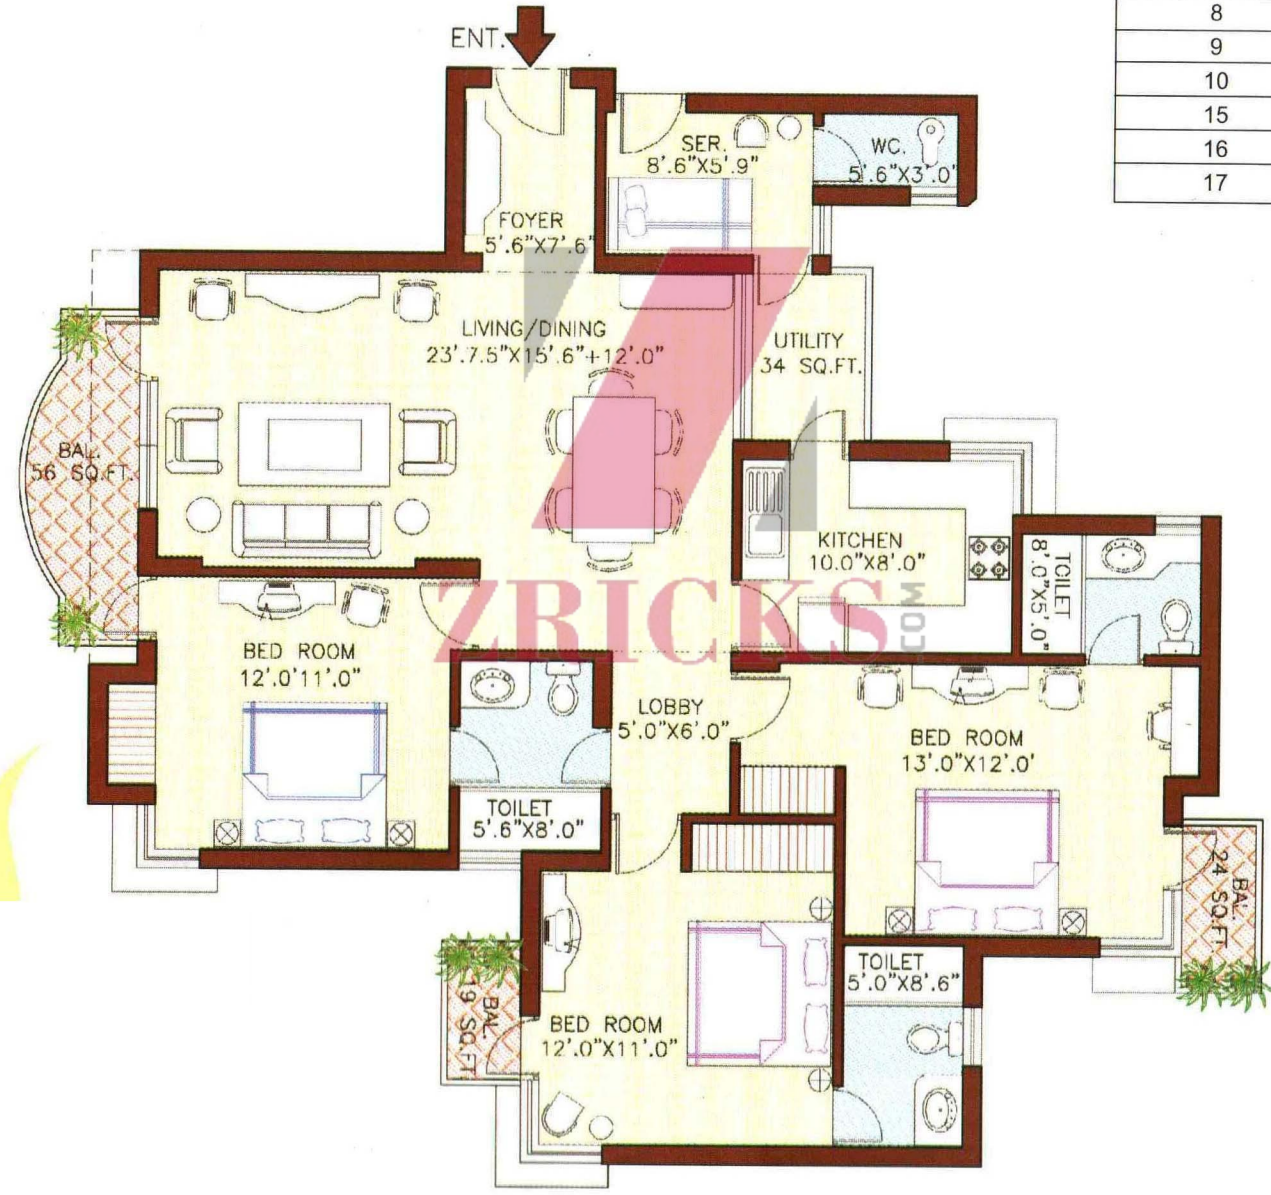 ENT.
8
9
10
15
16
17
SER.
8'.6"X5'.9"
WC.
5'.6"X3'.0'
FOYER
5'.6"X7'.6"
LIVING/DINING
23'.7.5"X15'.6"+12'.0"
UTILITY
34 SQ.FT.
BAL.
56 SQ.FT.
KITCHEN
10.0"X8'.0"
TOILET
8'.0"X5'.0"
ZRICKS
.COM
BED ROOM
12'.0'11'.0"
LOBBY
5'.0"X6'.0"
BED ROOM
13'.0"X12'.0'
TOILET
5'.6"X8'.0"
BAL.
24 SQ.FT.
TOILET
5'.0"X8'.6"
BAL.
19 SQ.FT.
BED ROOM
12'.0"X11'.0"